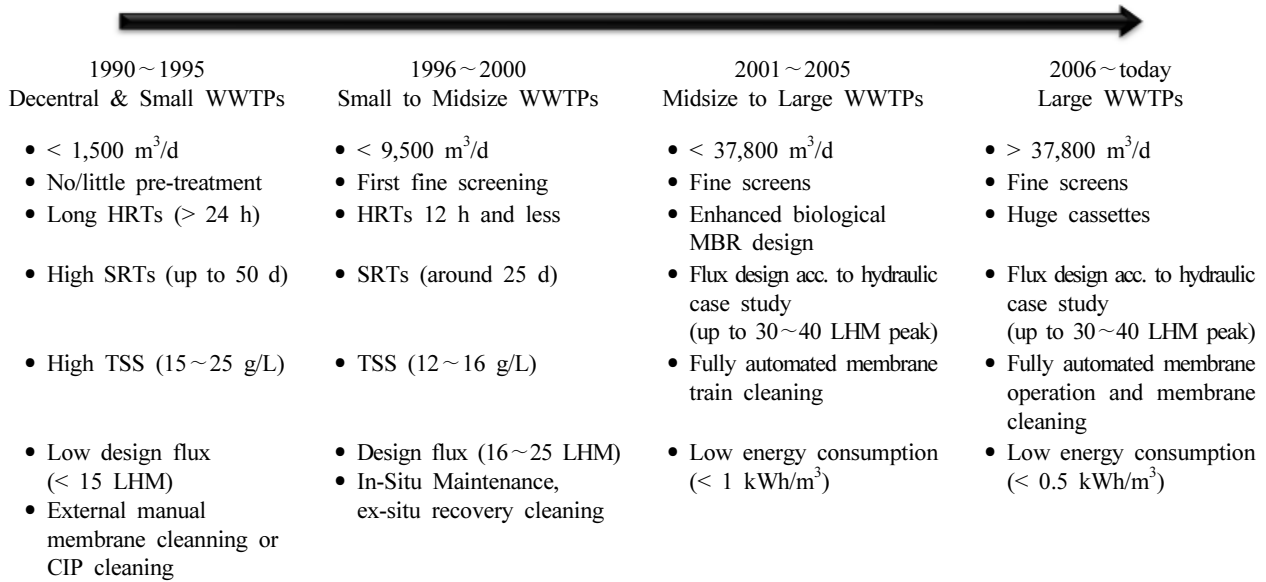 1990～1995
Decentral & Small WWTPs
• < 1,500 m³/d
• No/little pre-treatment
• Long HRTs (> 24 h)
• High SRTs (up to 50 d)
• High TSS (15～25 g/L)
• Low design flux
(< 15 LHM)
• External manual
membrane cleanning or
CIP cleaning
1996～2000
Small to Midsize WWTPs
• < 9,500 m³/d
• First fine screening
• HRTs 12 h and less
• SRTs (around 25 d)
• TSS (12～16 g/L)
• Design flux (16～25 LHM)
• In-Situ Maintenance,
ex-situ recovery cleaning
2001～2005
Midsize to Large WWTPs
• < 37,800 m³/d
• Fine screens
• Enhanced biological
MBR design
• Flux design acc. to hydraulic
case study
(up to 30～40 LHM peak)
• Fully automated membrane
train cleaning
• Low energy consumption
(< 1 kWh/m³)
2006～today
Large WWTPs
• > 37,800 m³/d
• Fine screens
• Huge cassettes
• Flux design acc. to hydraulic
case study
(up to 30～40 LHM peak)
• Fully automated membrane
operation and membrane
cleaning
• Low energy consumption
(< 0.5 kWh/m³)